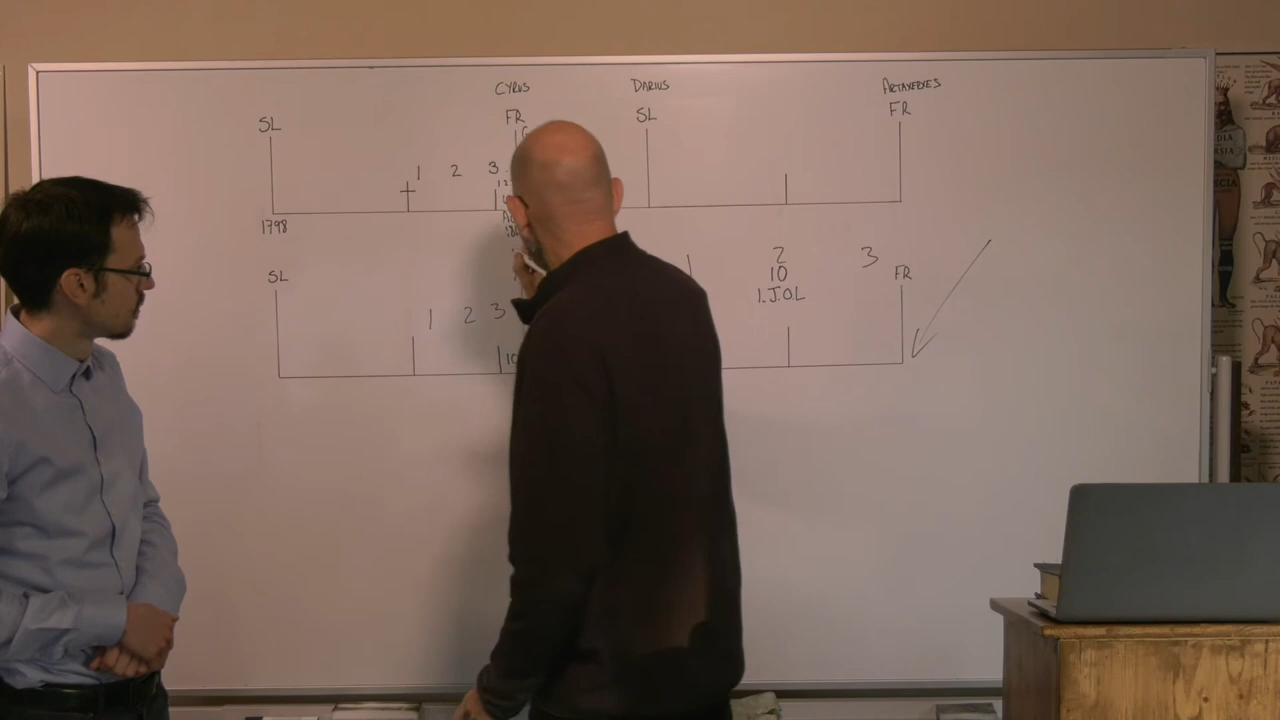 CYRUS
DARIUS
ARTAXERXES
SL
FR
SL
FR
1 2 3
1798
SL
2
3
10
FR
1. J.O.L
1 2 3
10